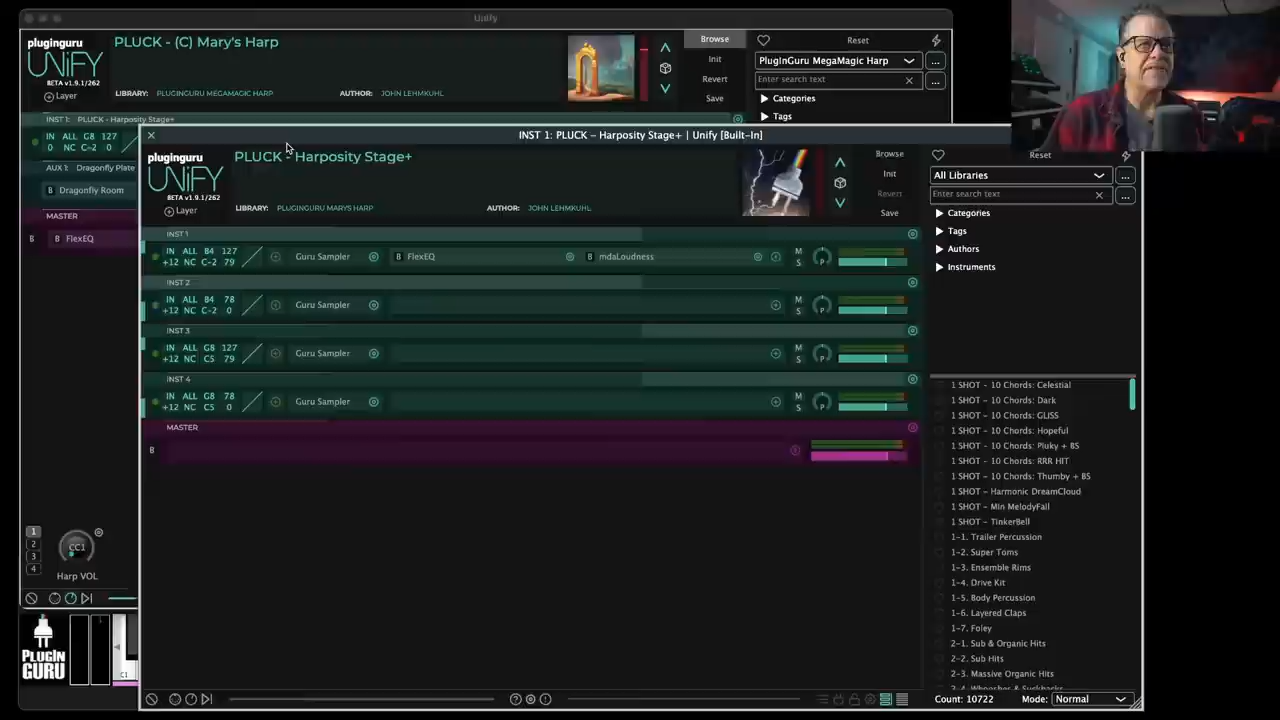 Unify
pluginguru
UNiFY
BETA v1.9.1/262
Layer
PLUCK - (C) Mary's Harp
LIBRARY: PLUGINGURU MEGAMAGIC HARP
AUTHOR: JOHN LEHMKUHL
Browse
Init
Revert
Save
Reset
PlugInGuru MegaMagic Harp
...
Enter search text
...
Categories
Tags
INST 1: PLUCK - Harposity Stage+
IN ALL G8 127
0 NC C-2 0
AUX 1: Dragonfly Plate
B Dragonfly Room
MASTER
B B FlexEQ
1
2
3
4
CC1
Harp VOL
PLUGIN
GURU
C1
INST 1: PLUCK – Harposity Stage+ | Unify [Built-In]
pluginguru
UNiFY
BETA v1.9.1/262
Layer
PLUCK - Harposity Stage+
LIBRARY: PLUGINGURU MARYS HARP
AUTHOR: JOHN LEHMKUHL
Browse
Init
Revert
Save
Reset
All Libraries
...
Enter search text
...
Categories
Tags
Authors
Instruments
INST 1
IN ALL B4 127
+12 NC C-2 79
Guru Sampler
B FlexEQ
B mdaLoudness
M
S
P
INST 2
IN ALL B4 78
+12 NC C-2 0
Guru Sampler
M
S
P
INST 3
IN ALL G8 127
+12 NC C5 79
Guru Sampler
M
S
P
INST 4
IN ALL G8 78
+12 NC C5 0
Guru Sampler
M
S
P
MASTER
B
1 SHOT - 10 Chords: Celestial
1 SHOT - 10 Chords: Dark
1 SHOT - 10 Chords: GLISS
1 SHOT - 10 Chords: Hopeful
1 SHOT - 10 Chords: Pluky + BS
1 SHOT - 10 Chords: RRR HIT
1 SHOT - 10 Chords: Thumby + BS
1 SHOT - Harmonic DreamCloud
1 SHOT - Min MelodyFall
1 SHOT - TinkerBell
1-1. Trailer Percussion
1-2. Super Toms
1-3. Ensemble Rims
1-4. Drive Kit
1-5. Body Percussion
1-6. Layered Claps
1-7. Foley
2-1. Sub & Organic Hits
2-2. Sub Hits
2-3. Massive Organic Hits
2-4. Whooshes & Suckbacks
Count: 10722
Mode: Normal